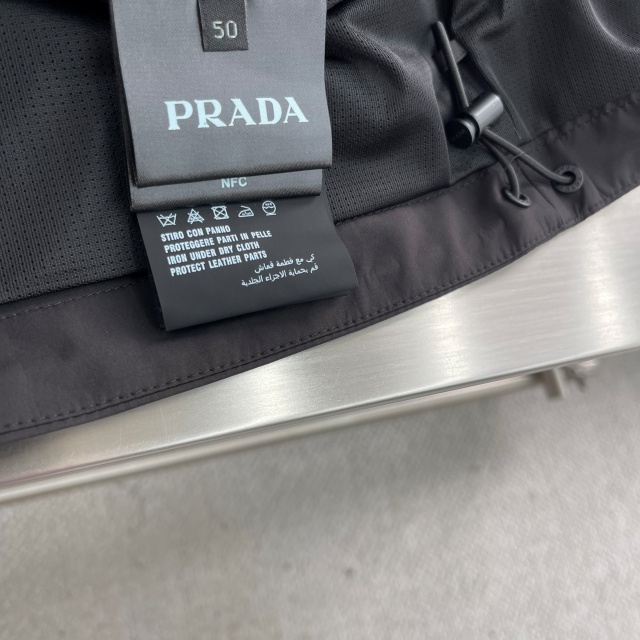 50
PRADA
NFC
STIRO CON PANNO
PROTEGGERE PARTI IN PELLE
IRON UNDER DRY CLOTH
PROTECT LEATHER PARTS
كي مع قطعة قماش
قم بحماية الاجزاء الجلدية